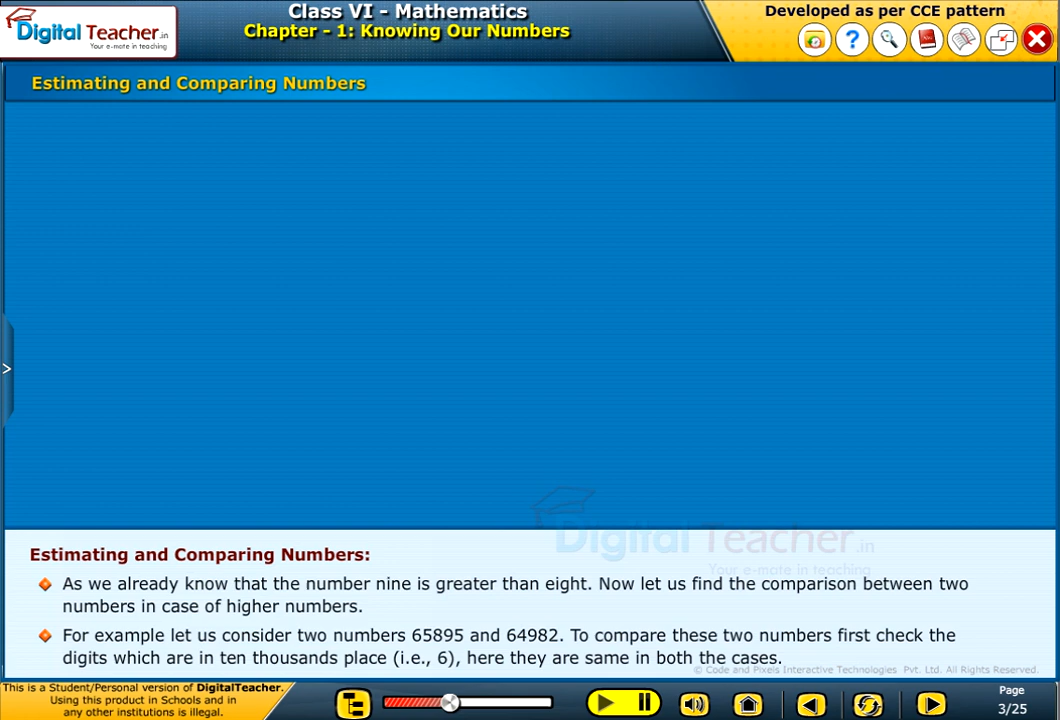 Class VI - Mathematics
Chapter - 1: Knowing Our Numbers
Developed as per CCE pattern
Digital Teacher.in
Your e-mate in teaching
Estimating and Comparing Numbers
>
Digital Teacher.in
Your e-mate in teaching
Estimating and Comparing Numbers:
As we already know that the number nine is greater than eight. Now let us find the comparison between two
numbers in case of higher numbers.
For example let us consider two numbers 65895 and 64982. To compare these two numbers first check the
digits which are in ten thousands place (i.e., 6), here they are same in both the cases.
© Code and Pixels Interactive Technologies Pvt. Ltd. All Rights Reserved.
This is a Student/Personal version of DigitalTeacher.
Using this product in Schools and in
any other institutions is illegal.
Page
3/25